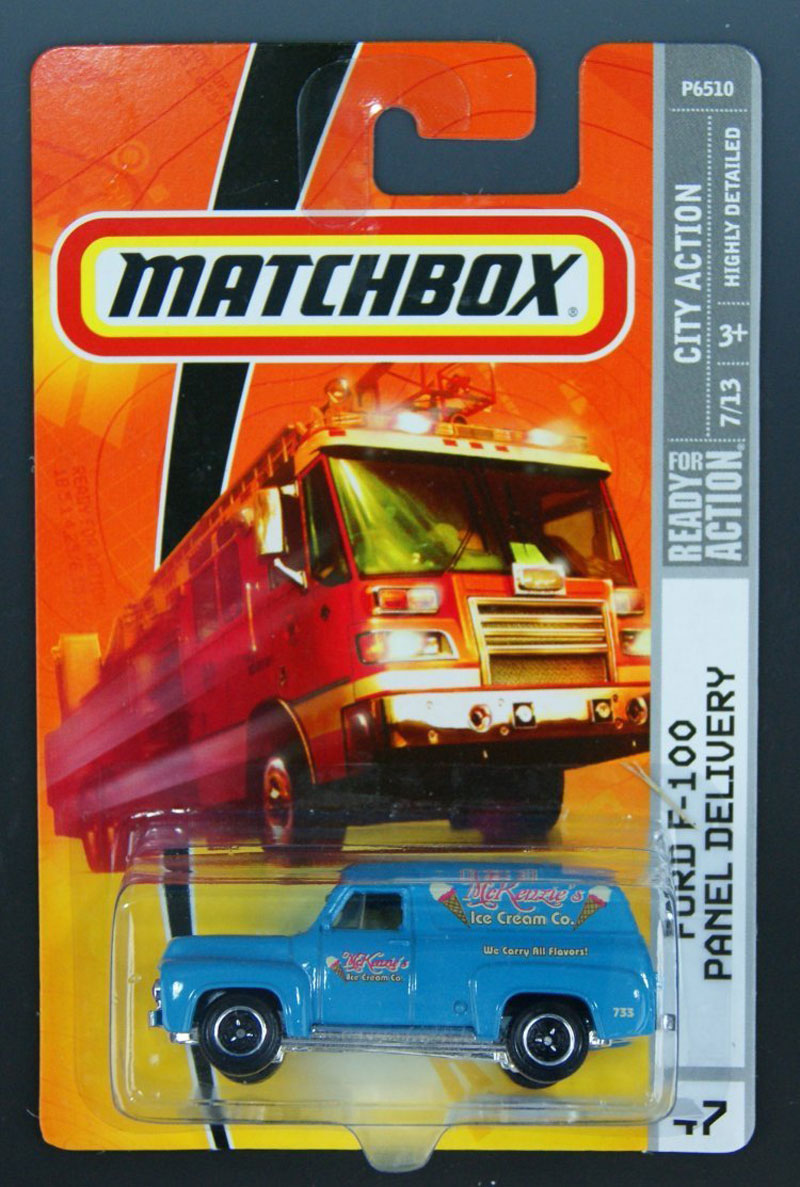 P6510
MATCHBOX®
CITY ACTION
HIGHLY DETAILED
7/13
3+
READY FOR
ACTION®
FORD F-100
PANEL DELIVERY
McKenzie's
Ice Cream Co.
We Carry All Flavors!
Ice Cream Co.
733
47